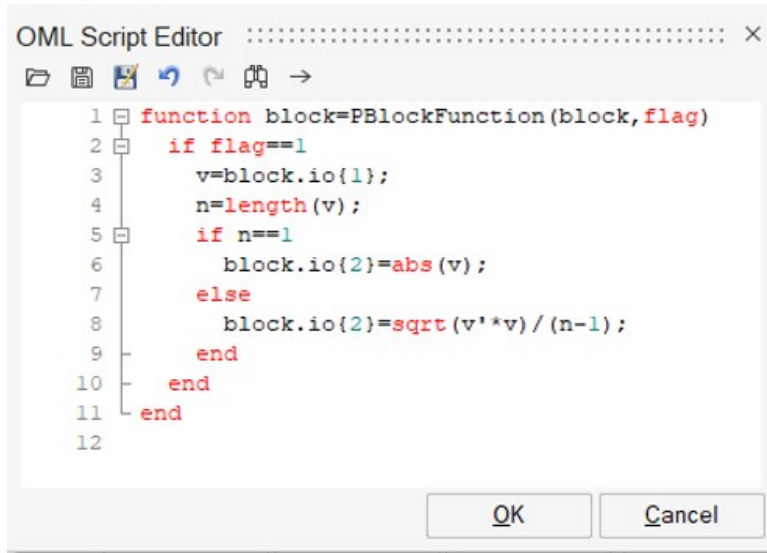 OML Script Editor
1 function block=PBlockFunction(block,flag)
2 if flag==1
3 v=block.io{1};
4 n=length(v);
5 if n==1
6 block.io{2}=abs(v);
7 else
8 block.io{2}=sqrt(v'*v)/(n-1);
9 end
10 end
11 end
12
OK Cancel